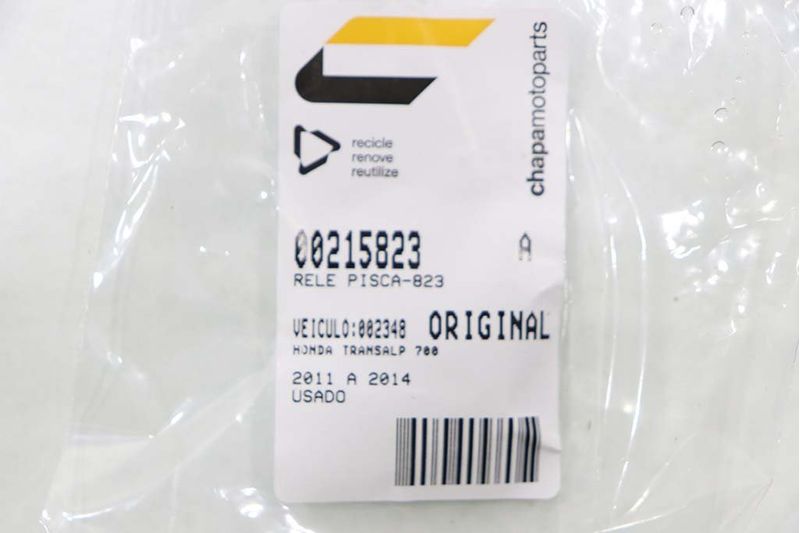 chapamotoparts
recicle
renove
reutilize
00215823 A
RELE PISCA-823
VEICULO:002348 ORIGINAL
HONDA TRANSALP 700
2011 A 2014
USADO